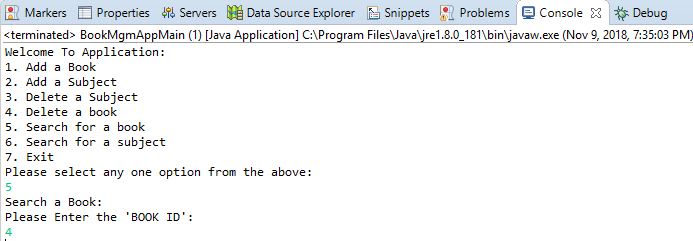 Markers Properties Servers Data Source Explorer Snippets Problems Console Debug
<terminated> BookMgmAppMain (1) [Java Application] C:\Program Files\Java\jre1.8.0_181\bin\javaw.exe (Nov 9, 2018, 7:35:03 PM)
Welcome To Application:
1. Add a Book
2. Add a Subject
3. Delete a Subject
4. Delete a book
5. Search for a book
6. Search for a subject
7. Exit
Please select any one option from the above:
5
Search a Book:
Please Enter the 'BOOK ID':
4